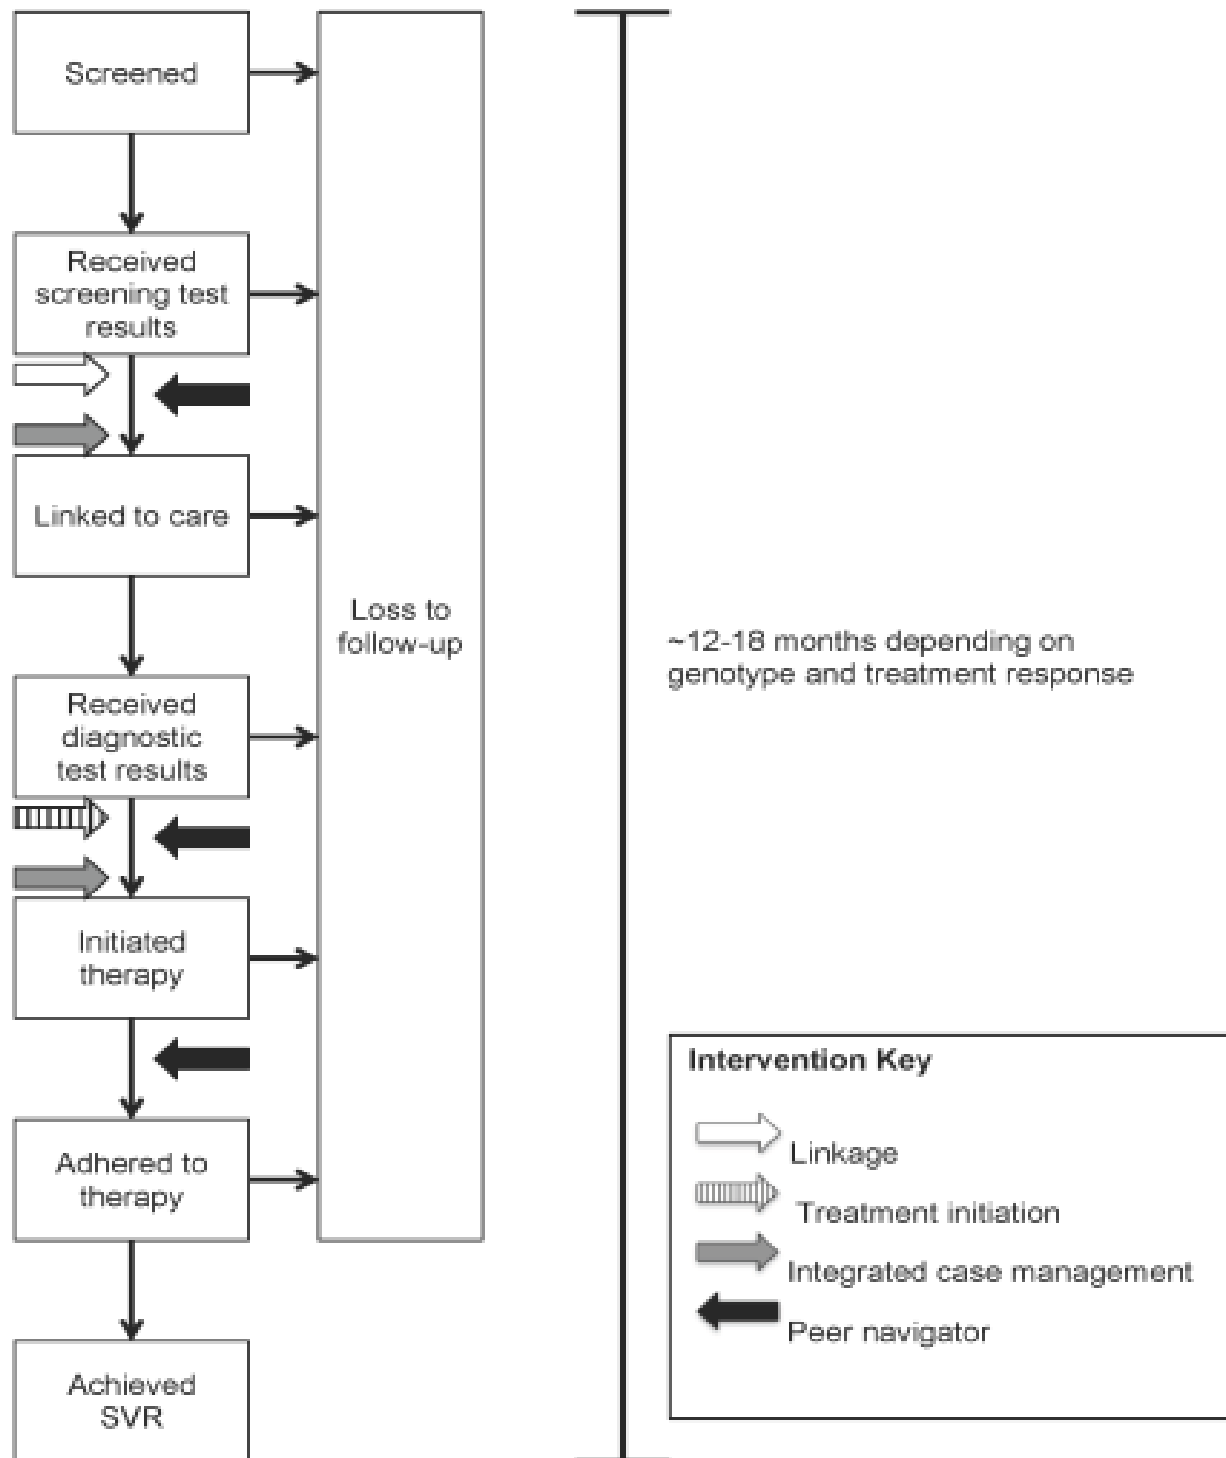 Screened
Received
screening test
results
Linked to care
Received
diagnostic
test results
Initiated
therapy
Adhered to
therapy
Achieved
SVR
Loss to
follow-up
~12-18 months depending on
genotype and treatment response
Intervention Key
Linkage
Treatment initiation
Integrated case management
Peer navigator